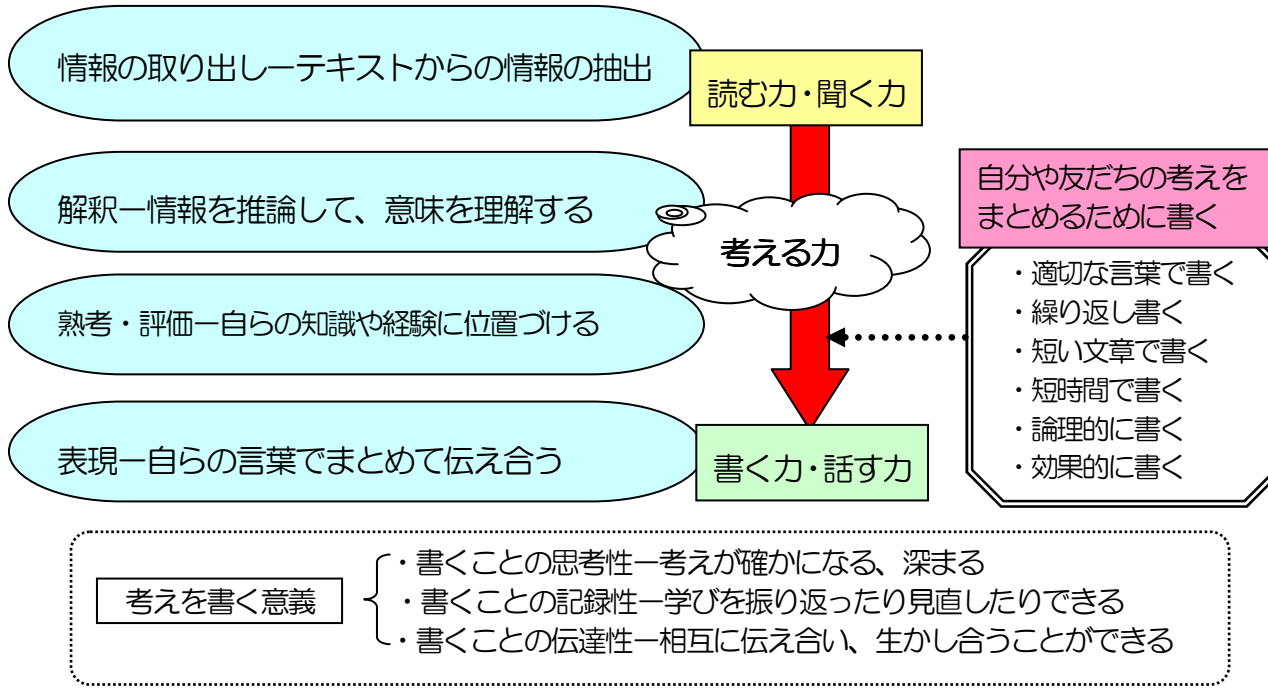 情報の取り出しーテキストからの情報の抽出
読む力・聞く力
解釈ー情報を推論して、意味を理解する
考える力
熟考・評価ー自らの知識や経験に位置づける
表現ー自らの言葉でまとめて伝え合う
書く力・話す力
自分や友だちの考えを
まとめるために書く
・適切な言葉で書く
・繰り返し書く
・短い文章で書く
・短時間で書く
・論理的に書く
・効果的に書く
考えを書く意義
・書くことの思考性ー考えが確かになる、深まる
・書くことの記録性ー学びを振り返ったり見直したりできる
・書くことの伝達性ー相互に伝え合い、生かし合うことができる